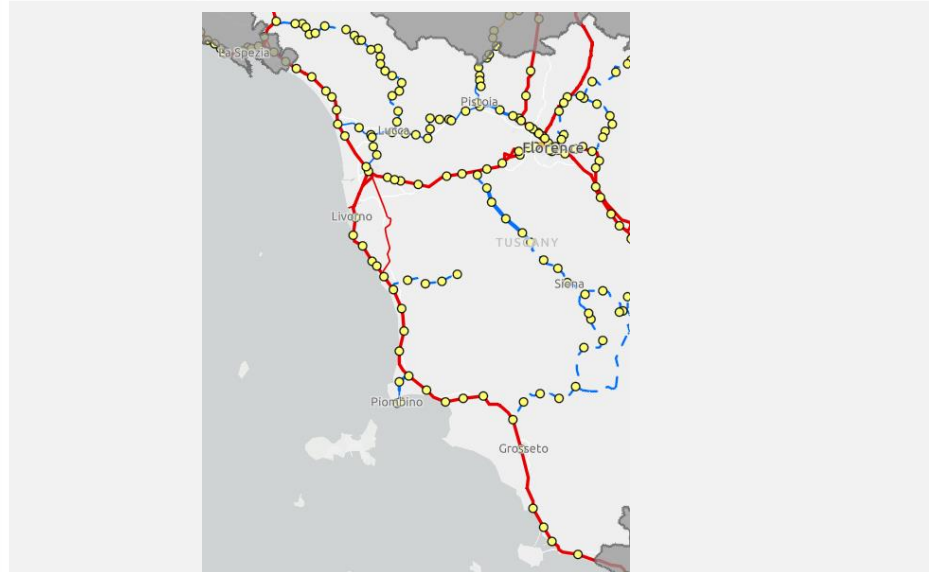 La Spezia
Pistoia
Lucca
Florence
Livorno
TUSCANY
Siena
Piombino
Grosseto